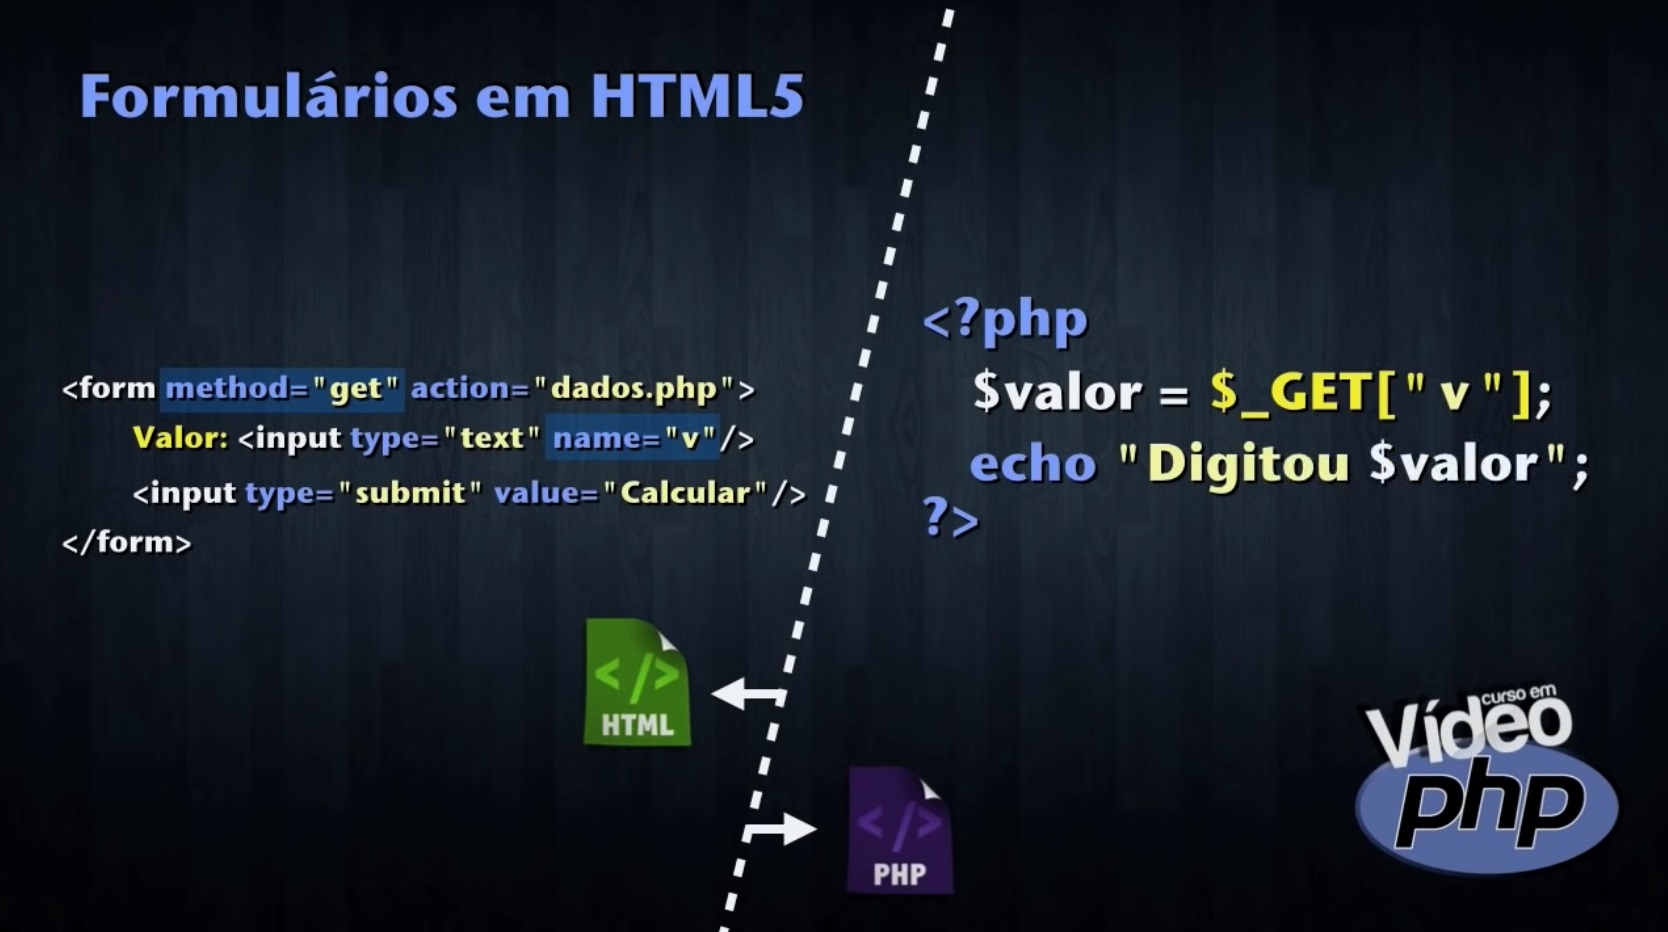 Formulários em HTML5
<form method="get" action="dados.php">
Valor: <input type="text" name="v"/>
<input type="submit" value="Calcular"/>
</form>
<?php
$valor = $_GET[" v "];
echo "Digitou $valor";
?>
</>
HTML
</>
PHP
curso em
Vídeo
php